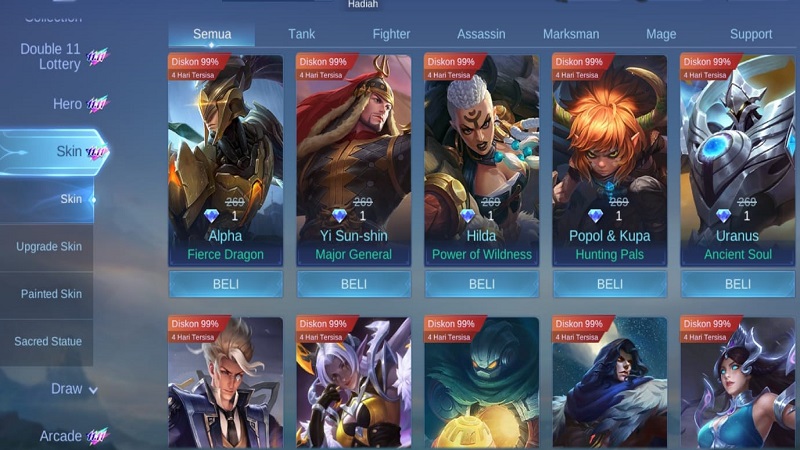 Hadiah
Collection
Double 11
Lottery
Hero
Skin
Skin
Upgrade Skin
Painted Skin
Sacred Statue
Draw
Arcade
Semua
Tank
Fighter
Assassin
Marksman
Mage
Support
Diskon 99%
4 Hari Tersisa
269
1
Alpha
Fierce Dragon
BELI
Diskon 99%
4 Hari Tersisa
269
1
Yi Sun-shin
Major General
BELI
Diskon 99%
4 Hari Tersisa
269
1
Hilda
Power of Wildness
BELI
Diskon 99%
4 Hari Tersisa
269
1
Popol & Kupa
Hunting Pals
BELI
Diskon 99%
4 Hari Tersisa
269
1
Uranus
Ancient Soul
BELI
Diskon 99%
4 Hari Tersisa
Diskon 99%
4 Hari Tersisa
Diskon 99%
4 Hari Tersisa
Diskon 99%
4 Hari Tersisa
Diskon 99%
4 Hari Tersisa